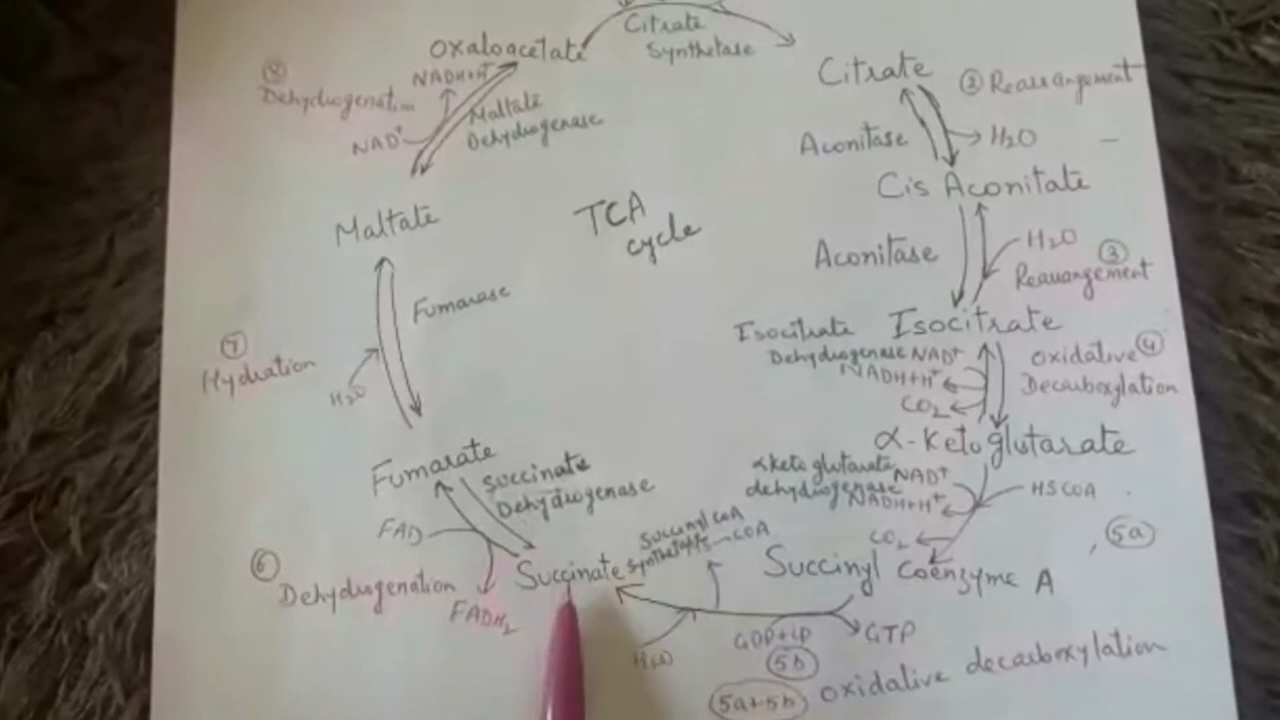 Citrate
Synthetase
Oxaloacetate
Citrate
② Rearrangement
⑧
Dehydrogenation
NADH+H+
NAD+
Maltate
Dehydrogenase
Aconitase
H2O
Cis Aconitate
Maltate
TCA
cycle
Aconitase
H2O
③
Rearrangement
Fumarase
Isocitrate
Isocitrate
Dehydrogenase NAD+
NADH+H+
CO2
Oxidative ④
Decarboxylation
⑦
Hydration
H2O
α-Ketoglutarate
Fumarate
Succinate
Dehydrogenase
αketo glutarate NAD+
dehydrogenase NADH+H+
HSCOA
CO2
5a
FAD
FADH2
⑥
Dehydrogenation
Succinate
Succinyl CoA
COA
Succinyl Coenzyme A
H2O
GTP
5b
5a+5b Oxidative decarboxylation